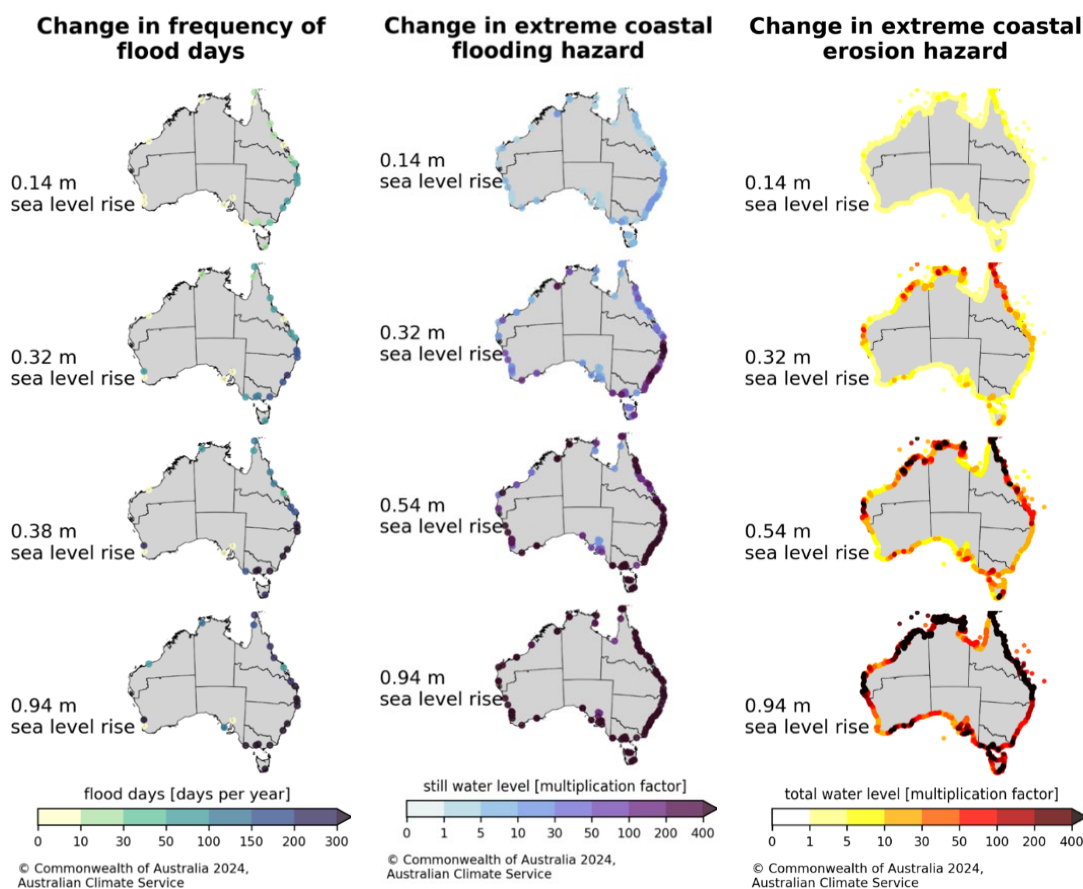 Change in frequency of
flood days
0.14 m
sea level rise
0.32 m
sea level rise
0.38 m
sea level rise
0.94 m
sea level rise
flood days [days per year]
0 10 30 50 100 150 200 300
© Commonwealth of Australia 2024,
Australian Climate Service
Change in extreme coastal
flooding hazard
0.14 m
sea level rise
0.32 m
sea level rise
0.54 m
sea level rise
0.94 m
sea level rise
still water level [multiplication factor]
0 1 5 10 30 50 100 200 400
© Commonwealth of Australia 2024,
Australian Climate Service
Change in extreme coastal
erosion hazard
0.14 m
sea level rise
0.32 m
sea level rise
0.54 m
sea level rise
0.94 m
sea level rise
total water level [multiplication factor]
0 1 5 10 30 50 100 200 400
© Commonwealth of Australia 2024,
Australian Climate Service